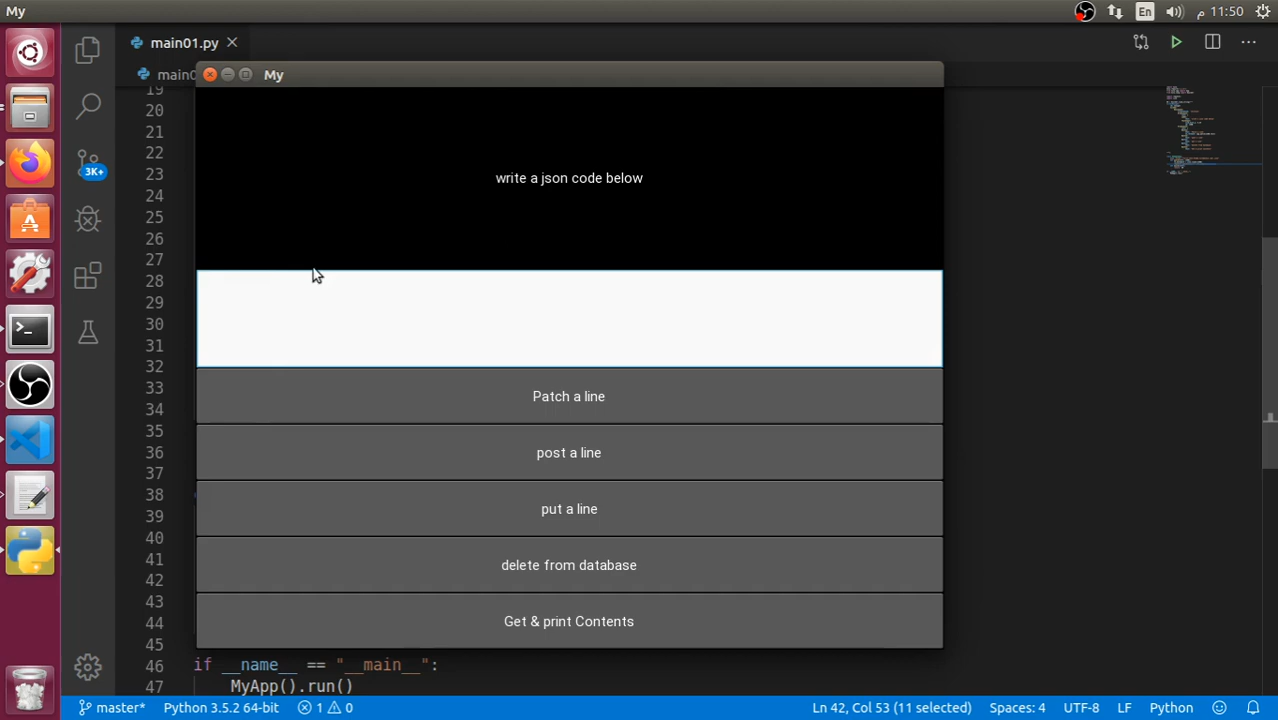 My
En
م 11:50
main01.py
main0
My
19
20
21
22
23
24
25
26
27
28
29
30
31
32
33
34
35
36
37
38
39
40
41
42
43
44
45
write a json code below
Patch a line
post a line
put a line
delete from database
Get & print Contents
3K+
46 if __name__ == "__main__":
47 MyApp().run()
master* Python 3.5.2 64-bit 1 0 Ln 42, Col 53 (11 selected) Spaces: 4 UTF-8 LF Python